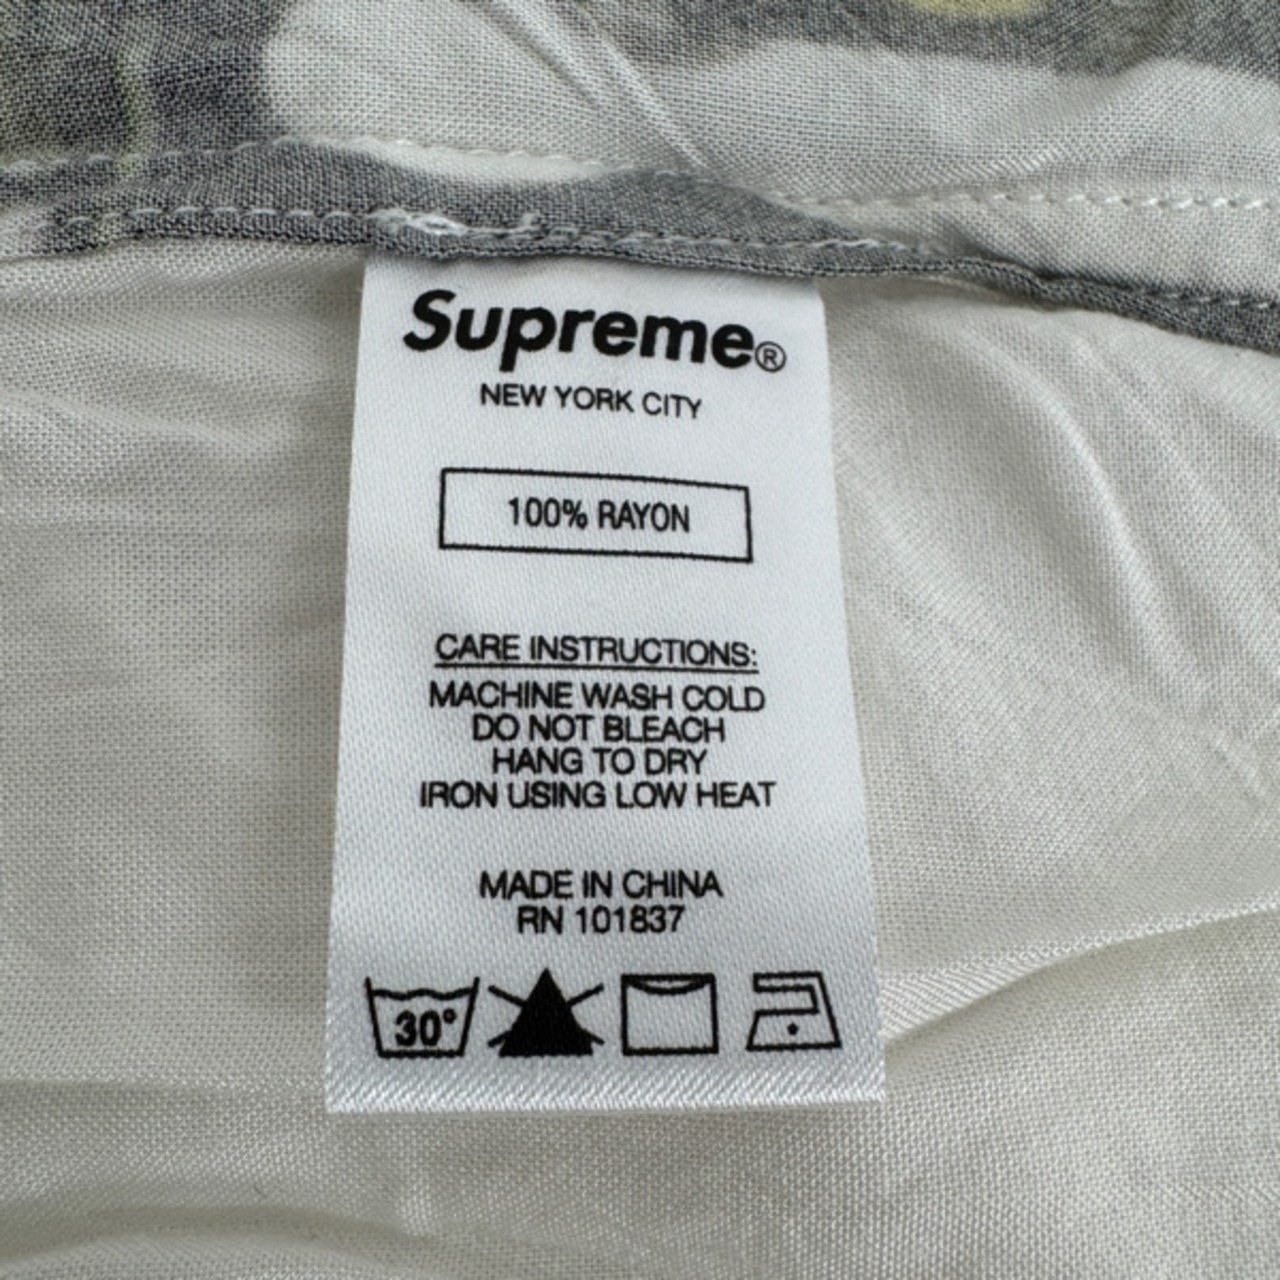 Supreme®
NEW YORK CITY
100% RAYON
CARE INSTRUCTIONS:
MACHINE WASH COLD
DO NOT BLEACH
HANG TO DRY
IRON USING LOW HEAT
MADE IN CHINA
RN 101837
30°